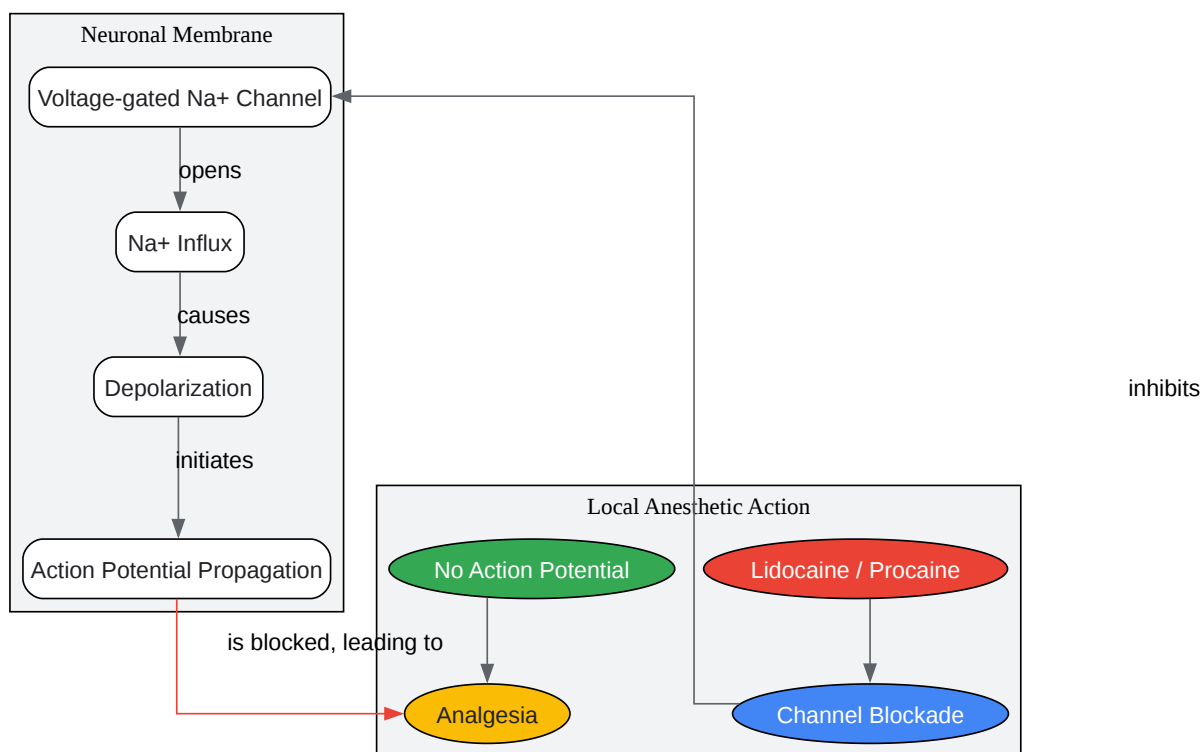 Neuronal Membrane
Voltage-gated Na+ Channel
opens
Na+ Influx
causes
Depolarization
inhibits
initiates
Local Anesthetic Action
Action Potential Propagation
No Action Potential
Lidocaine / Procaine
is blocked, leading to
Analgesia
Channel Blockade